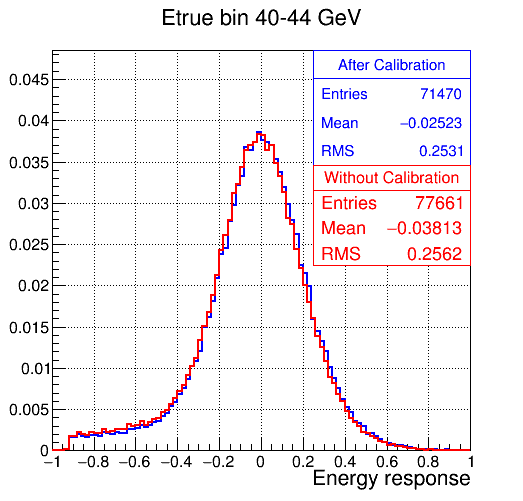 Etrue bin 40-44 GeV
After Calibration
Entries 71470
Mean −0.02523
RMS 0.2531
Without Calibration
Entries 77661
Mean −0.03813
RMS 0.2562
0.045
0.04
0.035
0.03
0.025
0.02
0.015
0.01
0.005
0
−1 −0.8 −0.6 −0.4 −0.2 0 0.2 0.4 0.6 0.8 1
Energy response